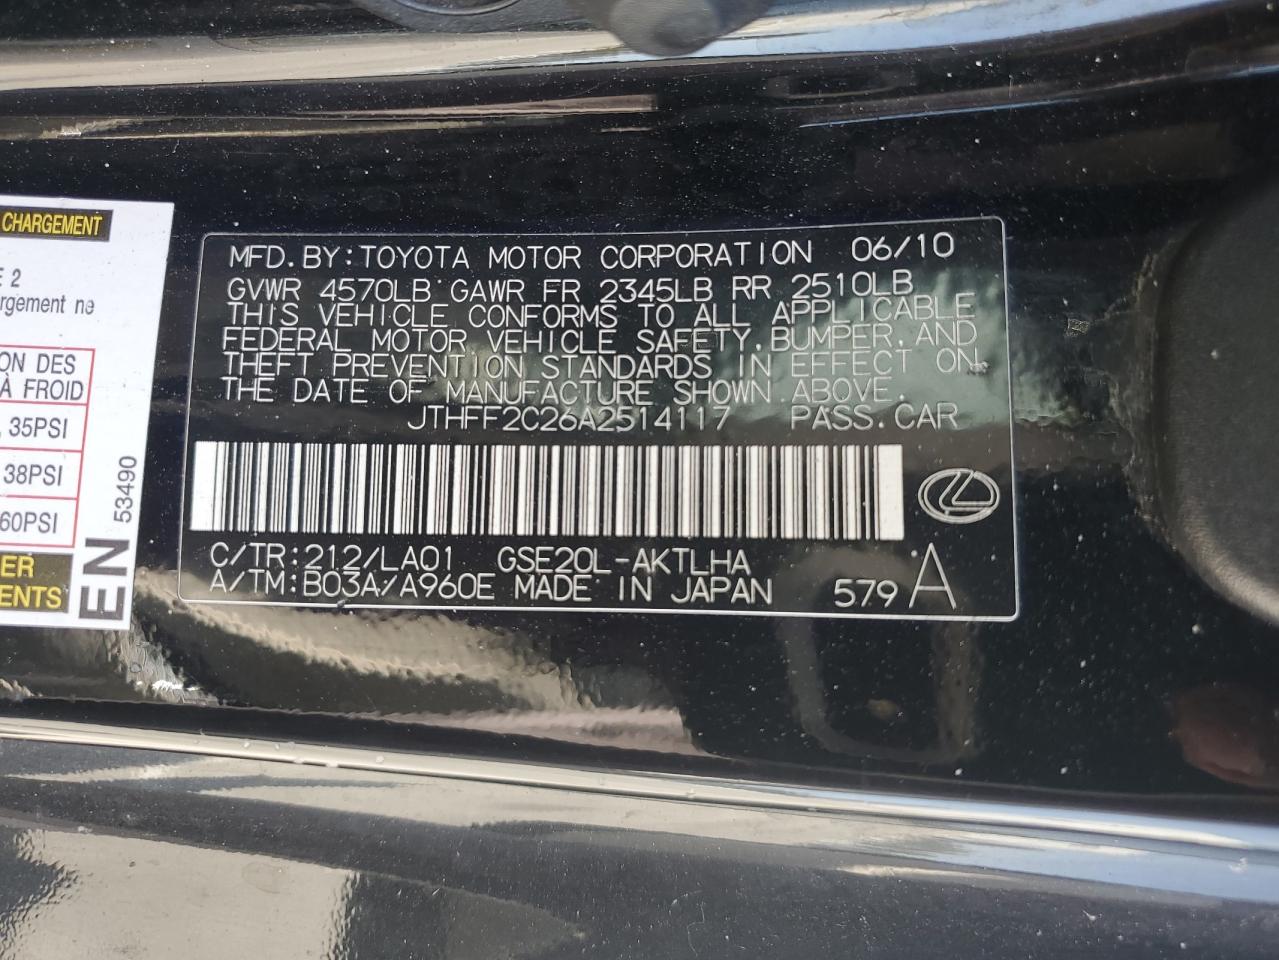 CHARGEMENT
E 2
rgement ne
ON DES
À FROID
, 35PSI
38PSI
60PSI
ER
ENTS
EN
53490
MFD. BY: TOYOTA MOTOR CORPORATION 06/10
GVWR 4570LB GAWR FR 2345LB RR 2510LB
THIS VEHICLE CONFORMS TO ALL APPLICABLE
FEDERAL MOTOR VEHICLE SAFETY, BUMPER, AND
THEFT PREVENTION STANDARDS IN EFFECT ON
THE DATE OF MANUFACTURE SHOWN ABOVE.
JTHFF2C26A2514117 PASS. CAR
C/TR: 212/LA01 GSE20L-AKTLHA
A/TM: B03A/A960E MADE IN JAPAN 579 A